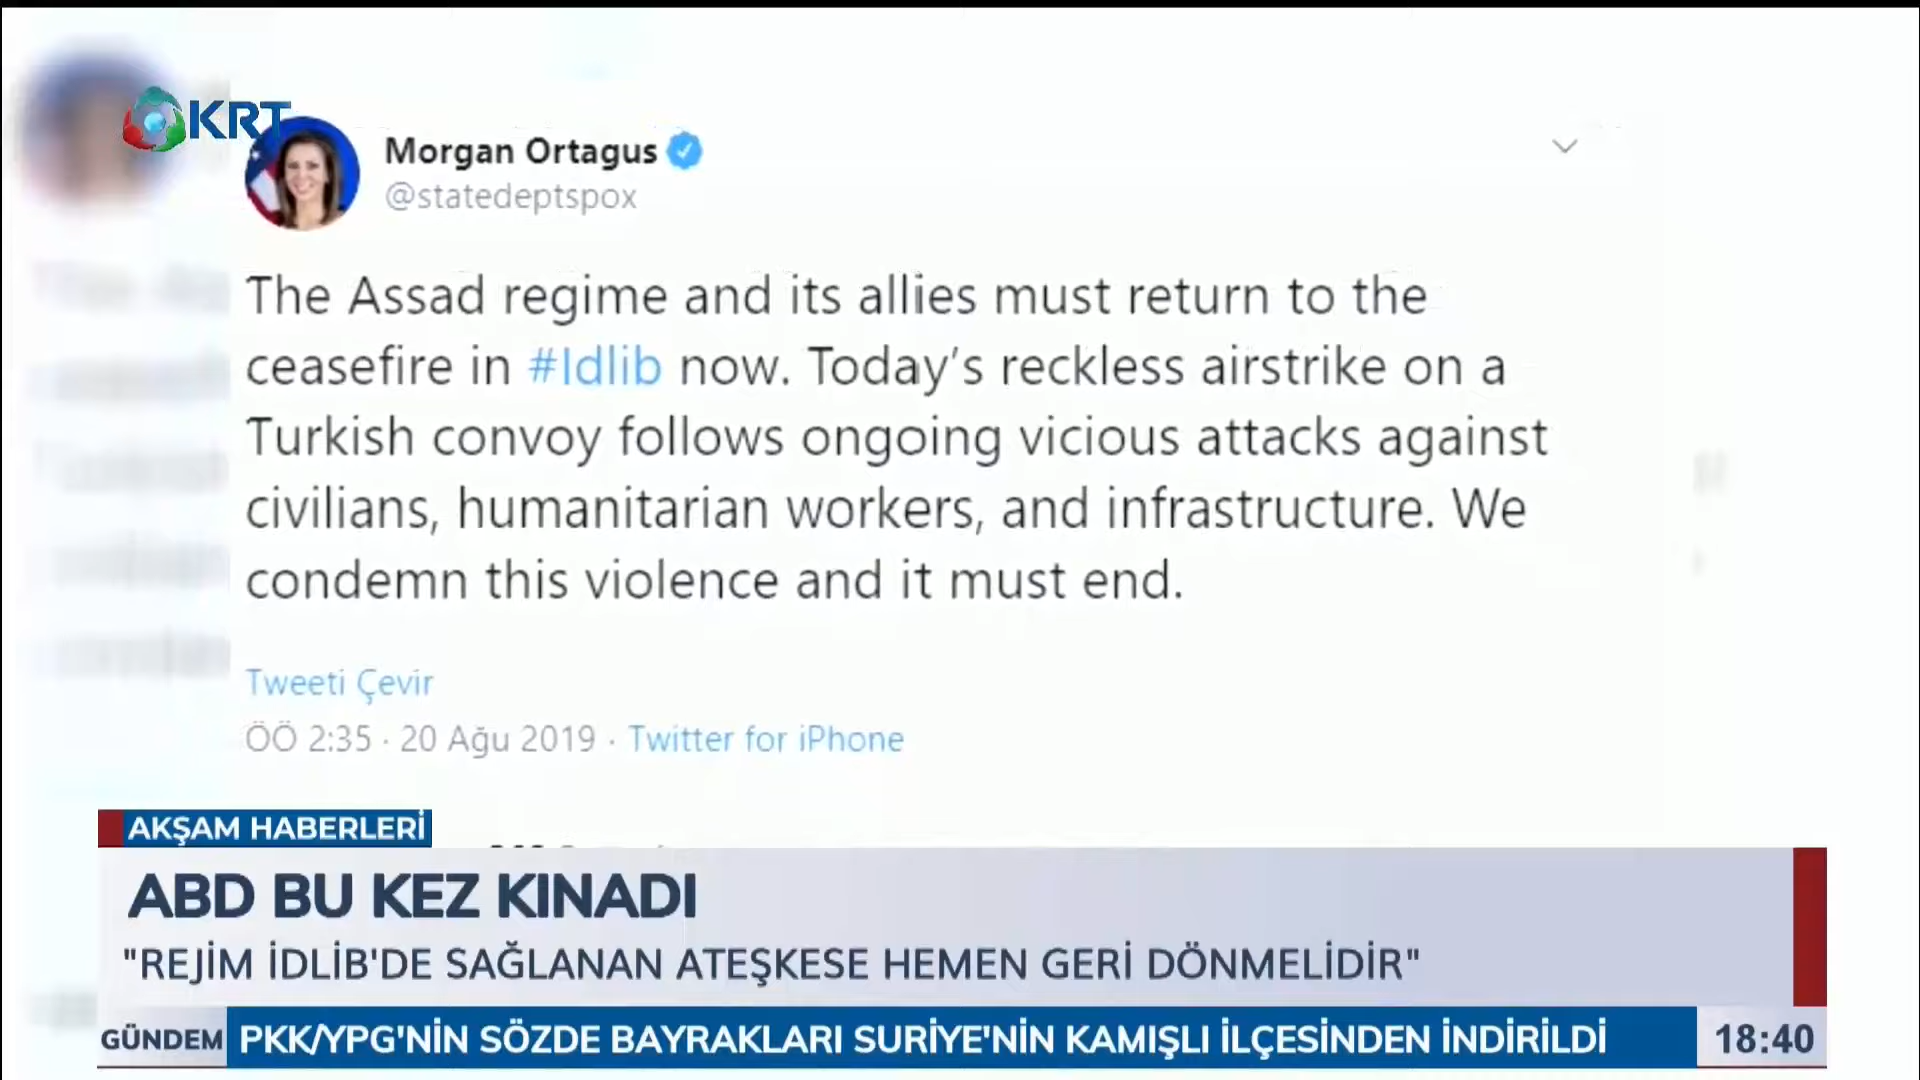 KRT
Morgan Ortagus
@statedeptspox
The Assad regime and its allies must return to the
ceasefire in #Idlib now. Today's reckless airstrike on a
Turkish convoy follows ongoing vicious attacks against
civilians, humanitarian workers, and infrastructure. We
condemn this violence and it must end.
Tweeti Çevir
ÖÖ 2:35 · 20 Ağu 2019 · Twitter for iPhone
AKŞAM HABERLERİ
ABD BU KEZ KINADI
"REJİM İDLİB'DE SAĞLANAN ATEŞKESE HEMEN GERİ DÖNMELİDİR"
GÜNDEM PKK/YPG'NİN SÖZDE BAYRAKLARI SURİYE'NİN KAMIŞLI İLÇESİNDEN İNDİRİLDİ 18:40